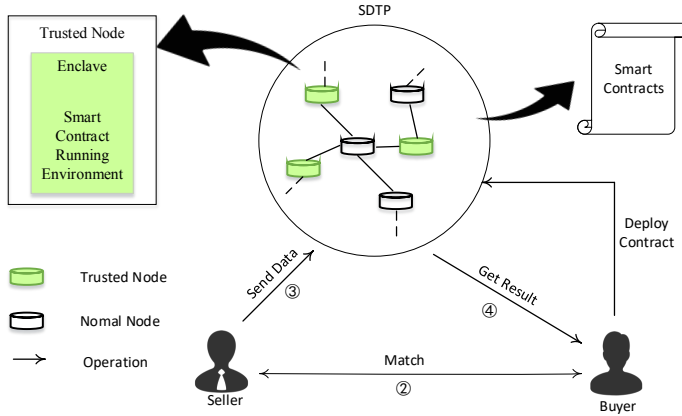 SDTP
Trusted Node
Enclave
Smart
Contract
Running
Environment
Smart
Contracts
Deploy
Contract
Trusted Node
Nomal Node
Operation
Send Data
③
Get Result
④
Match
②
Seller
Buyer